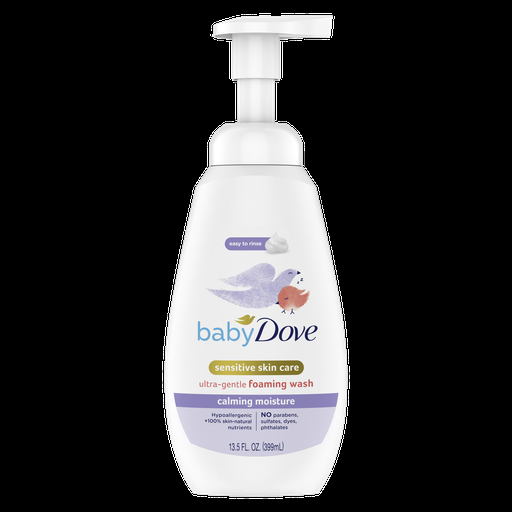 easy to rinse
baby Dove
sensitive skin care
ultra-gentle foaming wash
calming moisture
Hypoallergenic
+100% skin-natural
nutrients
NO parabens,
sulfates, dyes,
phthalates
13.5 FL. OZ. (399mL)